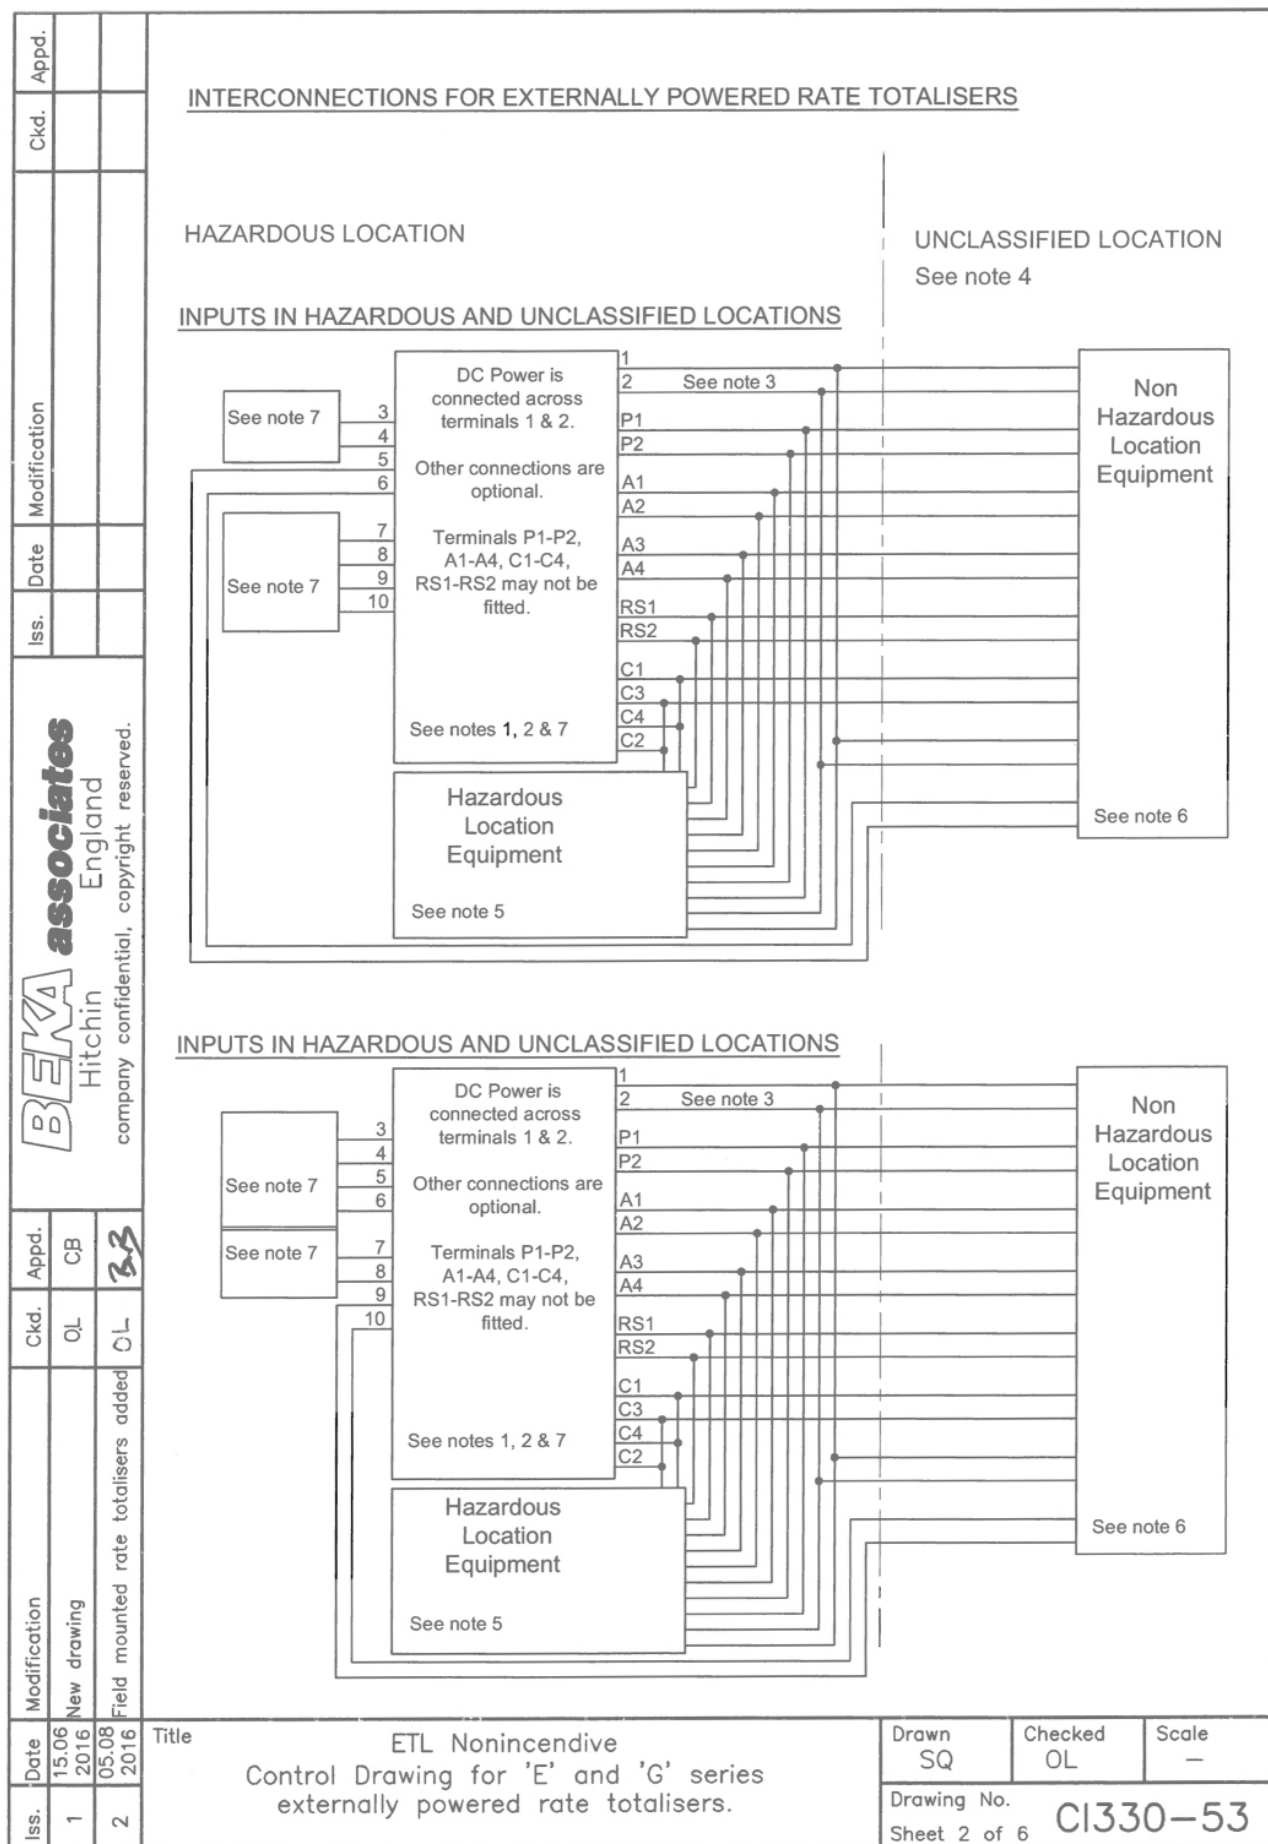 INTERCONNECTIONS FOR EXTERNALLY POWERED RATE TOTALISERS
HAZARDOUS LOCATION
UNCLASSIFIED LOCATION
See note 4
INPUTS IN HAZARDOUS AND UNCLASSIFIED LOCATIONS
See note 7
3
4
5
6
See note 7
7
8
9
10
DC Power is
connected across
terminals 1 & 2.
Other connections are
optional.
Terminals P1-P2,
A1-A4, C1-C4,
RS1-RS2 may not be
fitted.
See notes 1, 2 & 7
1
2
See note 3
P1
P2
A1
A2
A3
A4
RS1
RS2
C1
C3
C4
C2
Non
Hazardous
Location
Equipment
See note 6
Hazardous
Location
Equipment
See note 5
INPUTS IN HAZARDOUS AND UNCLASSIFIED LOCATIONS
See note 7
3
4
5
6
See note 7
7
8
9
10
DC Power is
connected across
terminals 1 & 2.
Other connections are
optional.
Terminals P1-P2,
A1-A4, C1-C4,
RS1-RS2 may not be
fitted.
See notes 1, 2 & 7
1
2
See note 3
P1
P2
A1
A2
A3
A4
RS1
RS2
C1
C3
C4
C2
Non
Hazardous
Location
Equipment
See note 6
Hazardous
Location
Equipment
See note 5
Iss. Date Modification Ckd. Appd.
1 15.06 2016 New drawing OL CB
2 05.08 2016 Field mounted rate totalisers added OL
BEKA associates
Hitchin England
company confidential, copyright reserved.
Iss. Date Modification Ckd. Appd.
Title
ETL Nonincendive
Control Drawing for 'E' and 'G' series
externally powered rate totalisers.
Drawn
SQ
Checked
OL
Scale
—
Drawing No.
CI330-53
Sheet 2 of 6